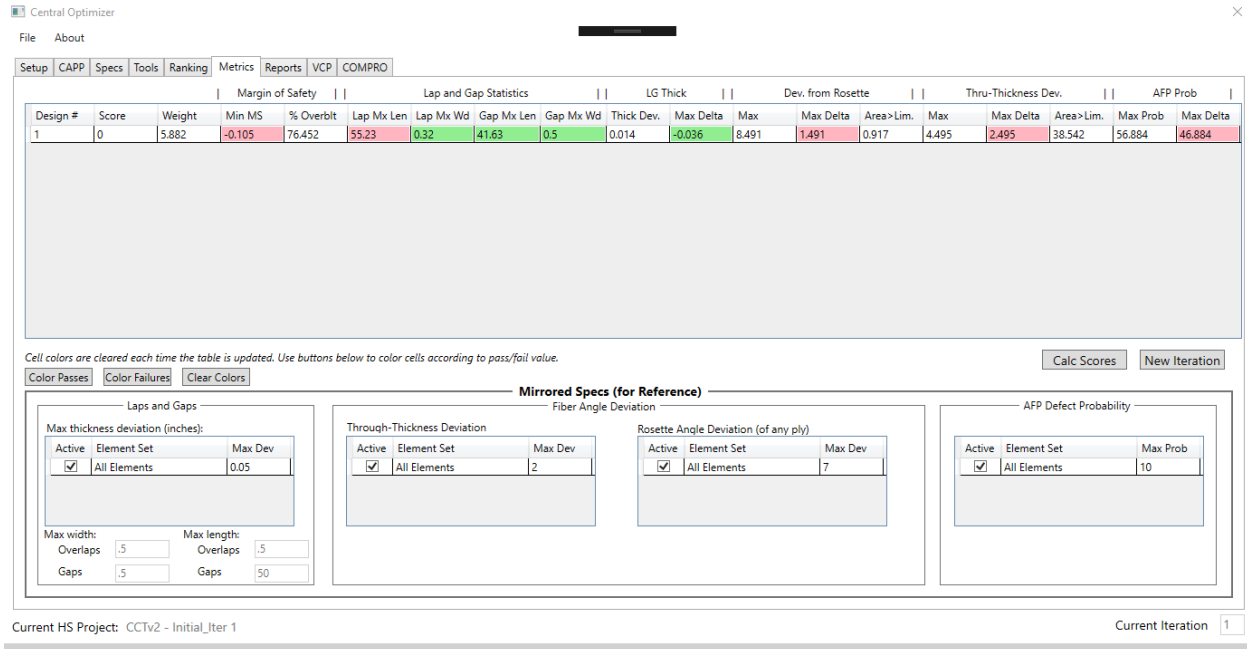 Central Optimizer
File About
Setup CAPP Specs Tools Ranking Metrics Reports VCP COMPRO
| Margin of Safety | | Lap and Gap Statistics | | LG Thick | | Dev. from Rosette | | Thru-Thickness Dev. | | AFP Prob |
Design # Score Weight Min MS % Overblt Lap Mx Len Lap Mx Wd Gap Mx Len Gap Mx Wd Thick Dev. Max Delta Max Max Delta Area>Lim. Max Max Delta Area>Lim. Max Prob Max Delta
1 0 5.882 -0.105 76.452 55.23 0.32 41.63 0.5 0.014 -0.036 8.491 1.491 0.917 4.495 2.495 38.542 56.884 46.884
Cell colors are cleared each time the table is updated. Use buttons below to color cells according to pass/fail value.
Calc Scores New Iteration
Color Passes Color Failures Clear Colors
Mirrored Specs (for Reference)
Laps and Gaps
Max thickness deviation (inches):
Active Element Set Max Dev
All Elements 0.05
Max width: Max length:
Overlaps .5 Overlaps .5
Gaps .5 Gaps 50
Fiber Angle Deviation
Through-Thickness Deviation
Active Element Set Max Dev
All Elements 2
Rosette Angle Deviation (of any ply)
Active Element Set Max Dev
All Elements 7
AFP Defect Probability
Active Element Set Max Prob
All Elements 10
Current HS Project: CCTv2 - Initial_Iter 1
Current Iteration 1